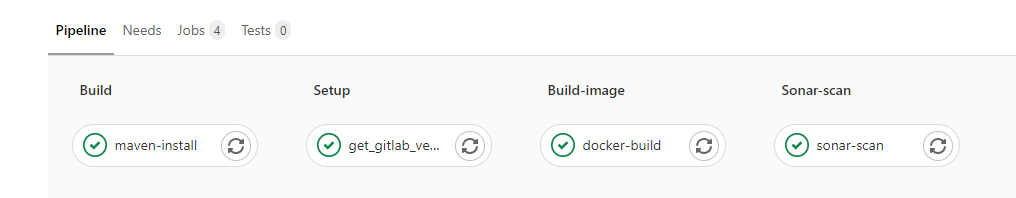 Pipeline Needs Jobs 4 Tests 0
Build Setup Build-image Sonar-scan
maven-install get_gitlab_ve... docker-build sonar-scan